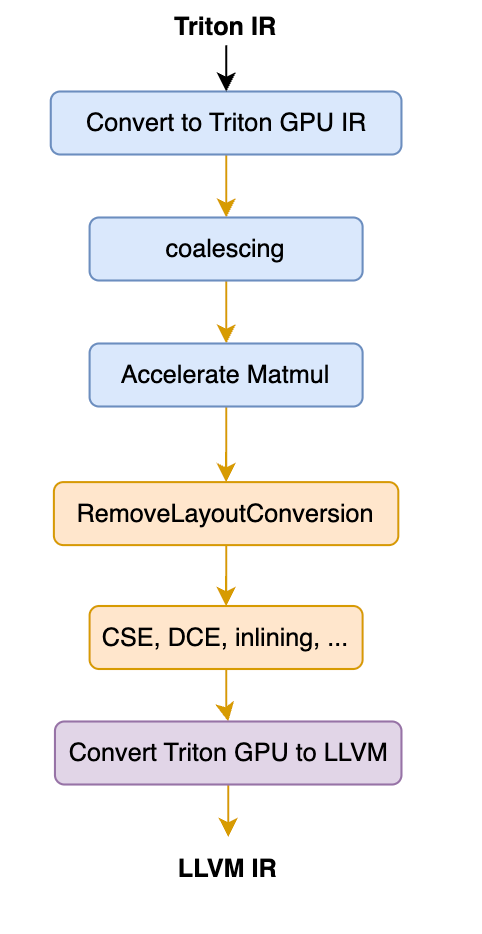 Triton IR
Convert to Triton GPU IR
coalescing
Accelerate Matmul
RemoveLayoutConversion
CSE, DCE, inlining, ...
Convert Triton GPU to LLVM
LLVM IR